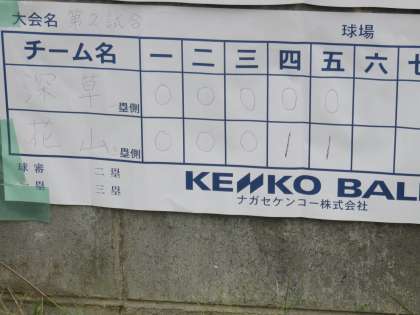 大会名 第2試合 球場
チーム名 一 二 三 四 五 六 七
深草 塁側 0 0 0 0 0
花山 塁側 0 0 0 1 1
球審 二塁
一塁 三塁
KENKO BALL
ナガセケンコー株式会社